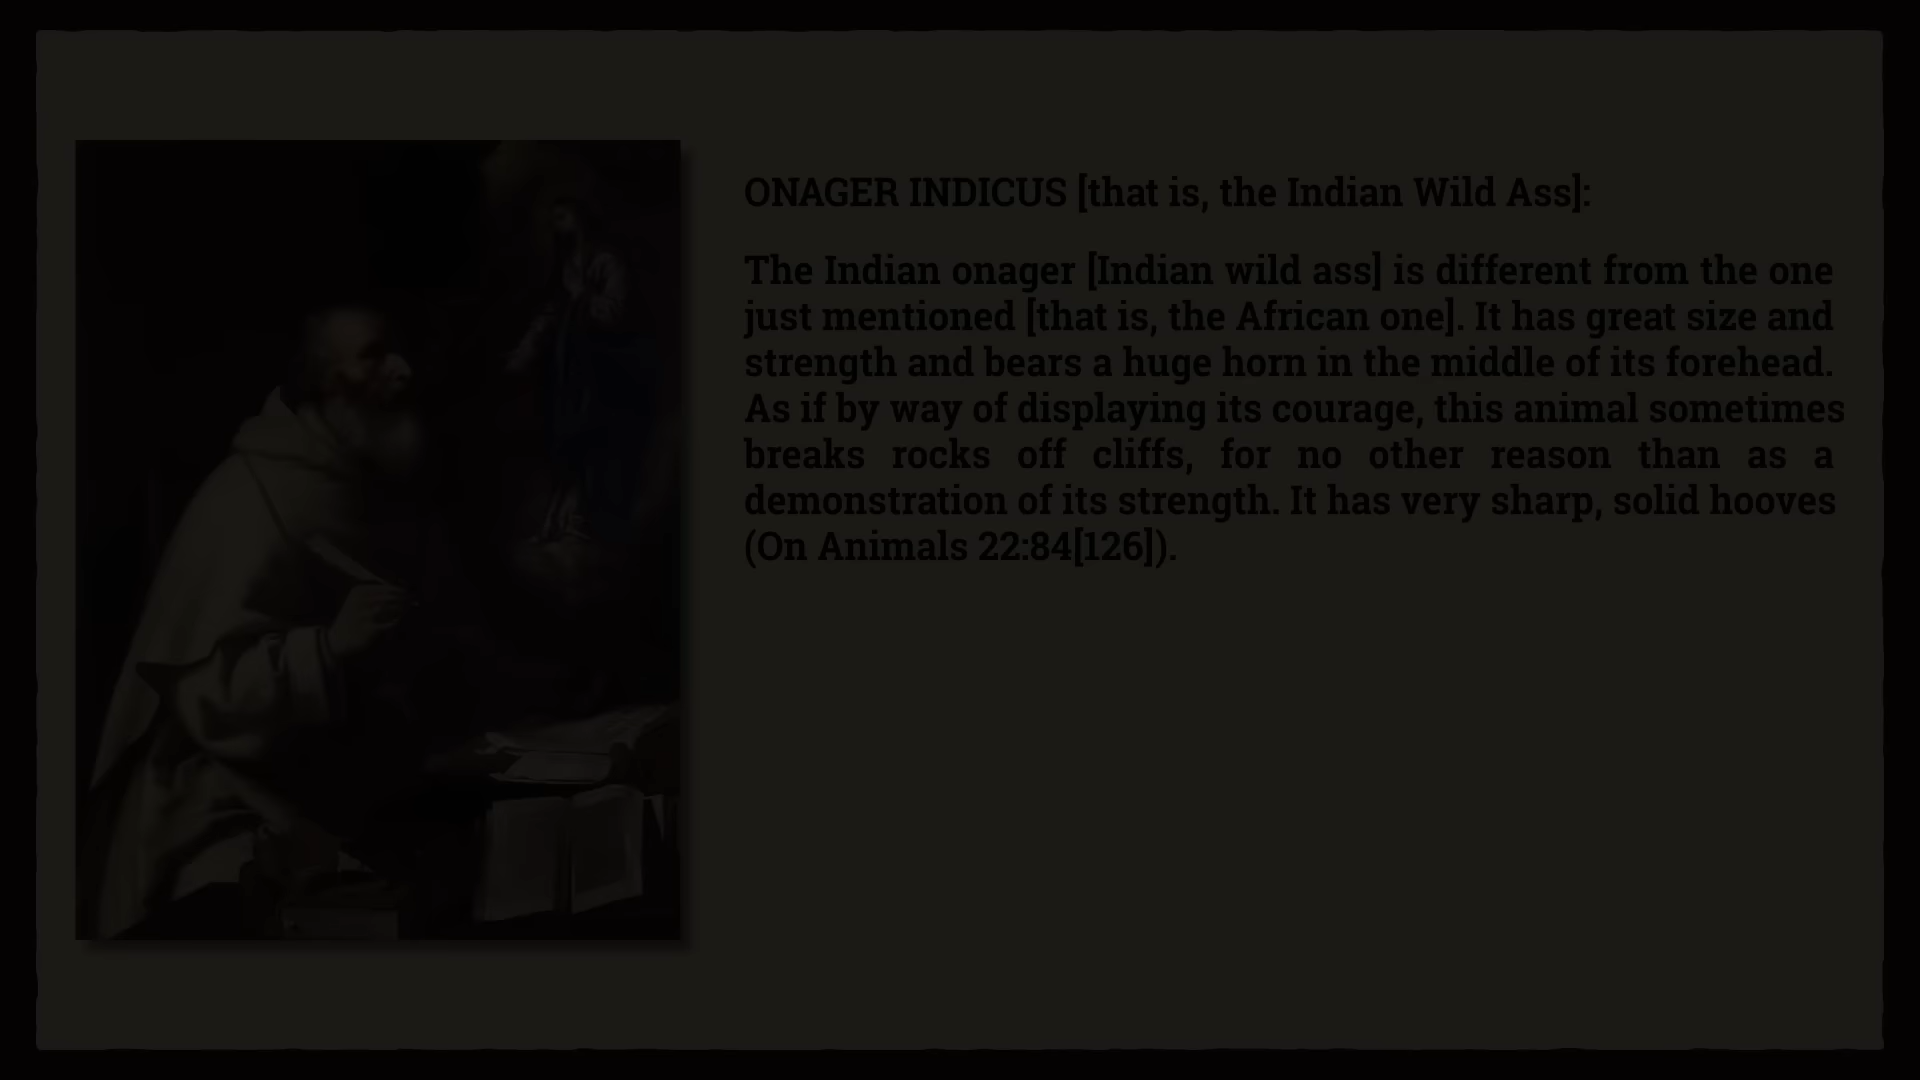 ONAGER INDICUS [that is, the Indian Wild Ass]:
The Indian onager [Indian wild ass] is different from the one
just mentioned [that is, the African one]. It has great size and
strength and bears a huge horn in the middle of its forehead.
As if by way of displaying its courage, this animal sometimes
breaks rocks off cliffs, for no other reason than as a
demonstration of its strength. It has very sharp, solid hooves
(On Animals 22:84[126]).